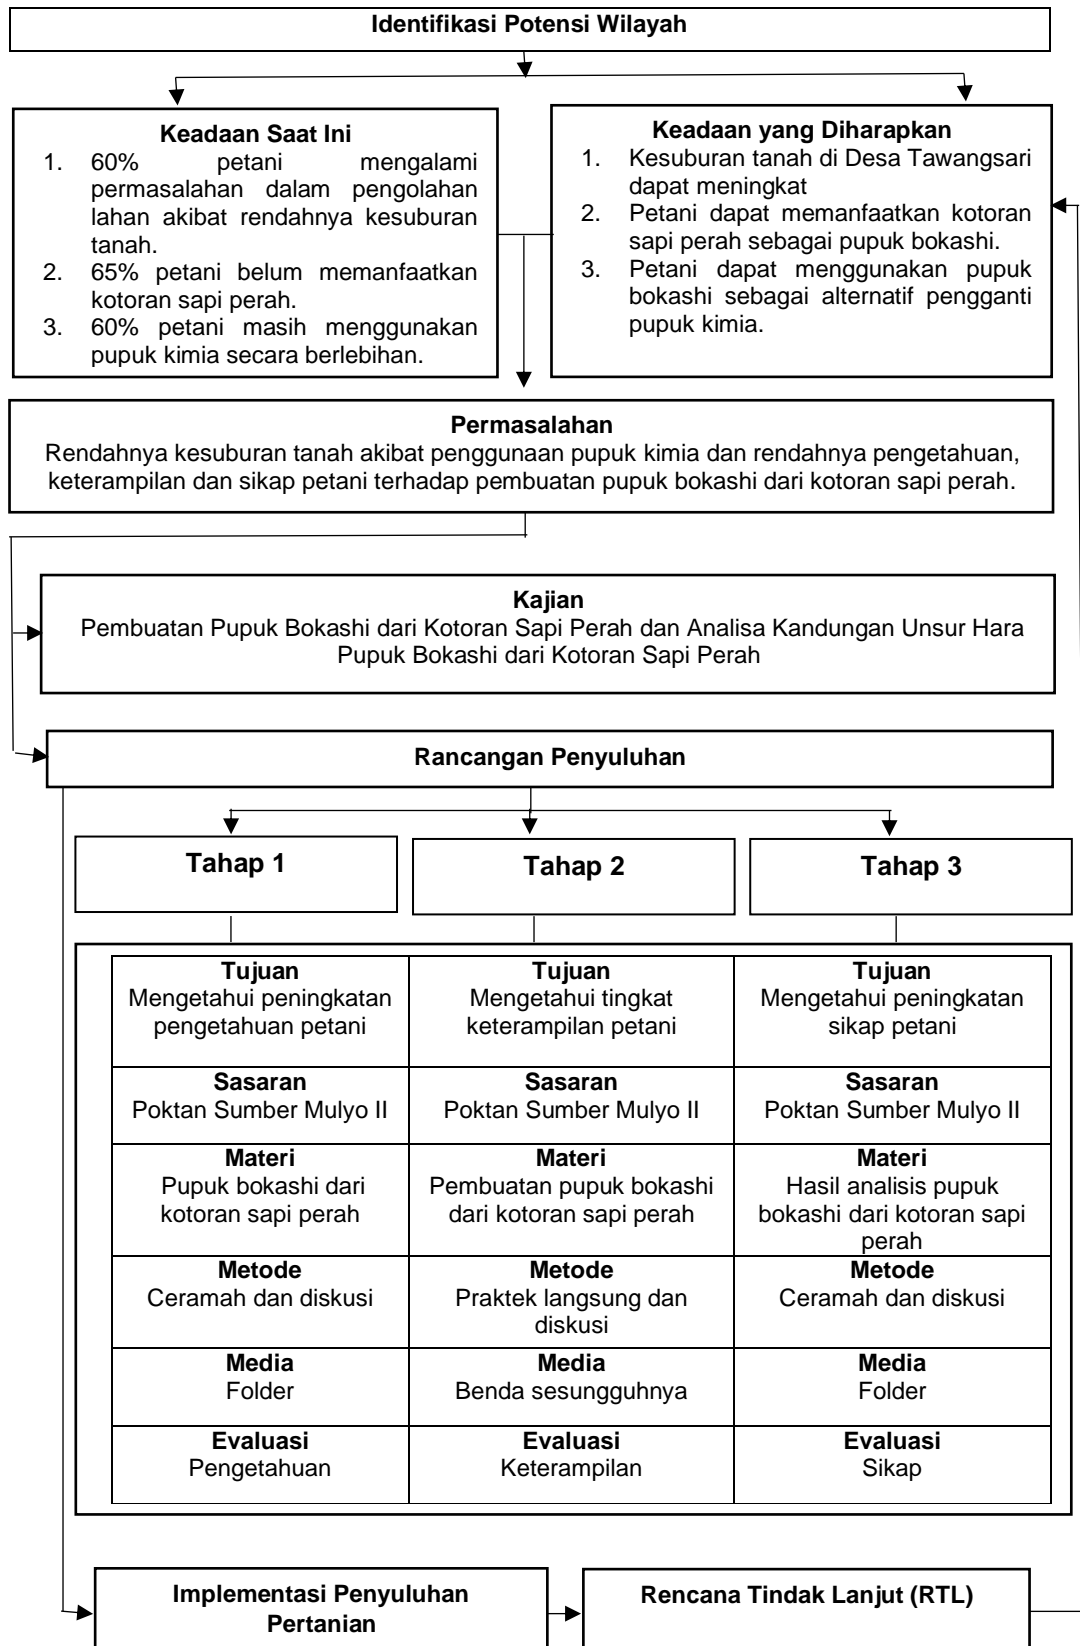 Identifikasi Potensi Wilayah
Keadaan Saat Ini
1. 60% petani mengalami
permasalahan dalam pengolahan
lahan akibat rendahnya kesuburan
tanah.
2. 65% petani belum memanfaatkan
kotoran sapi perah.
3. 60% petani masih menggunakan
pupuk kimia secara berlebihan.
Keadaan yang Diharapkan
1. Kesuburan tanah di Desa Tawangsari
dapat meningkat
2. Petani dapat memanfaatkan kotoran
sapi perah sebagai pupuk bokashi.
3. Petani dapat menggunakan pupuk
bokashi sebagai alternatif pengganti
pupuk kimia.
Permasalahan
Rendahnya kesuburan tanah akibat penggunaan pupuk kimia dan rendahnya pengetahuan,
keterampilan dan sikap petani terhadap pembuatan pupuk bokashi dari kotoran sapi perah.
Kajian
Pembuatan Pupuk Bokashi dari Kotoran Sapi Perah dan Analisa Kandungan Unsur Hara
Pupuk Bokashi dari Kotoran Sapi Perah
Rancangan Penyuluhan
Tahap 1
Tahap 2
Tahap 3
Tujuan
Mengetahui peningkatan
pengetahuan petani
Tujuan
Mengetahui tingkat
keterampilan petani
Tujuan
Mengetahui peningkatan
sikap petani
Sasaran
Poktan Sumber Mulyo II
Sasaran
Poktan Sumber Mulyo II
Sasaran
Poktan Sumber Mulyo II
Materi
Pupuk bokashi dari
kotoran sapi perah
Materi
Pembuatan pupuk bokashi
dari kotoran sapi perah
Materi
Hasil analisis pupuk
bokashi dari kotoran sapi
perah
Metode
Ceramah dan diskusi
Metode
Praktek langsung dan
diskusi
Metode
Ceramah dan diskusi
Media
Folder
Media
Benda sesungguhnya
Media
Folder
Evaluasi
Pengetahuan
Evaluasi
Keterampilan
Evaluasi
Sikap
Implementasi Penyuluhan
Pertanian
Rencana Tindak Lanjut (RTL)